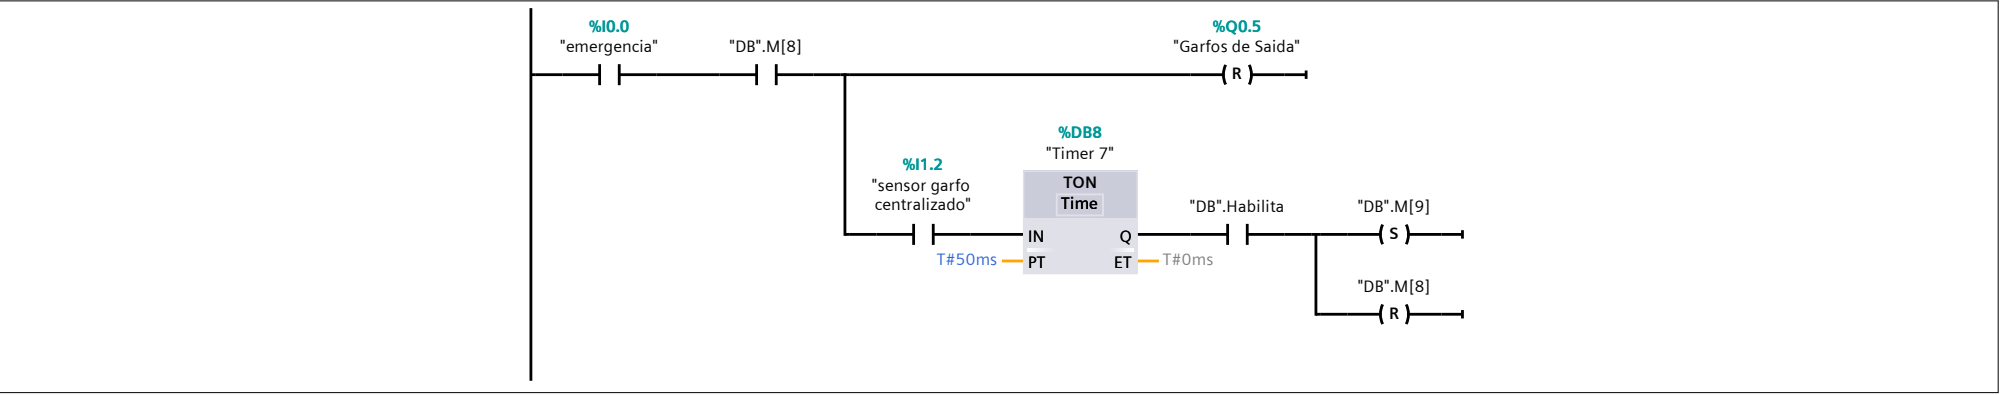 %I0.0
"emergencia"
"DB".M[8]
%Q0.5
"Garfos de Saida"
R
%DB8
"Timer 7"
%I1.2
"sensor garfo
centralizado"
TON
Time
IN
Q
T#50ms
PT
ET
T#0ms
"DB".Habilita
"DB".M[9]
S
"DB".M[8]
R